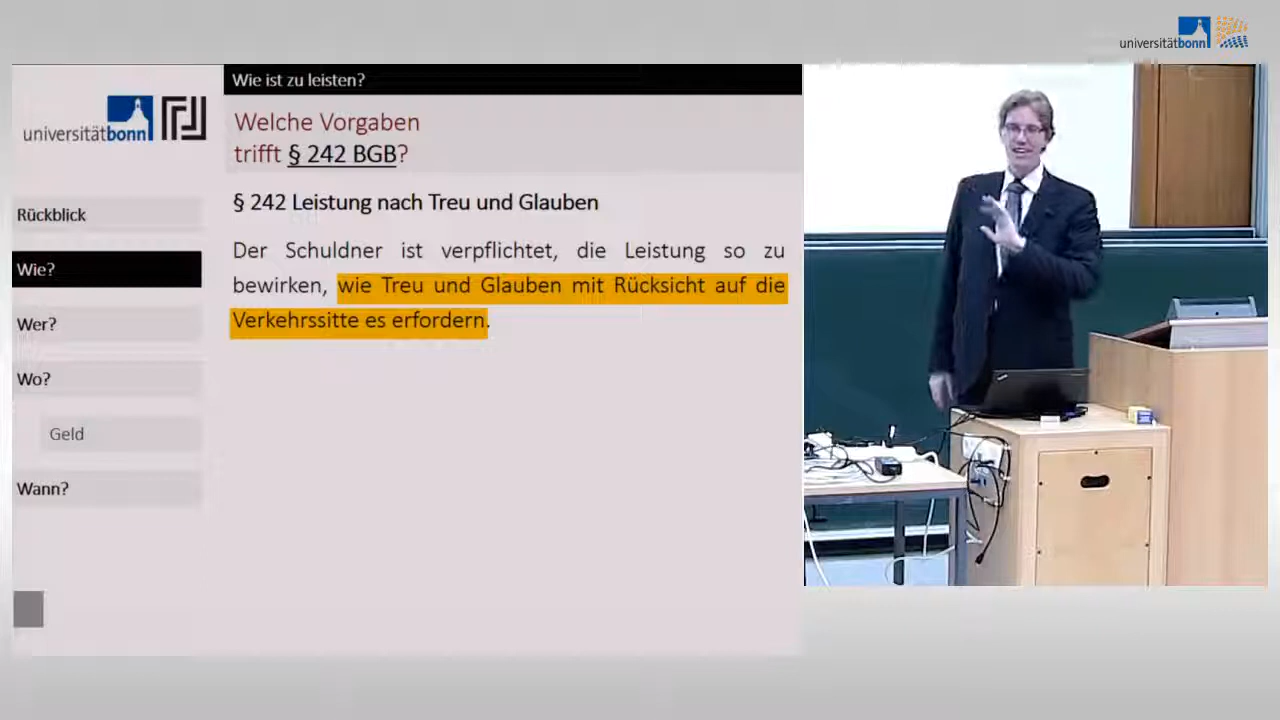 universitätbonn
Wie ist zu leisten?
universitätbonn
Welche Vorgaben
trifft § 242 BGB?
§ 242 Leistung nach Treu und Glauben
Der Schuldner ist verpflichtet, die Leistung so zu
bewirken, wie Treu und Glauben mit Rücksicht auf die
Verkehrssitte es erfordern.
Rückblick
Wie?
Wer?
Wo?
Geld
Wann?